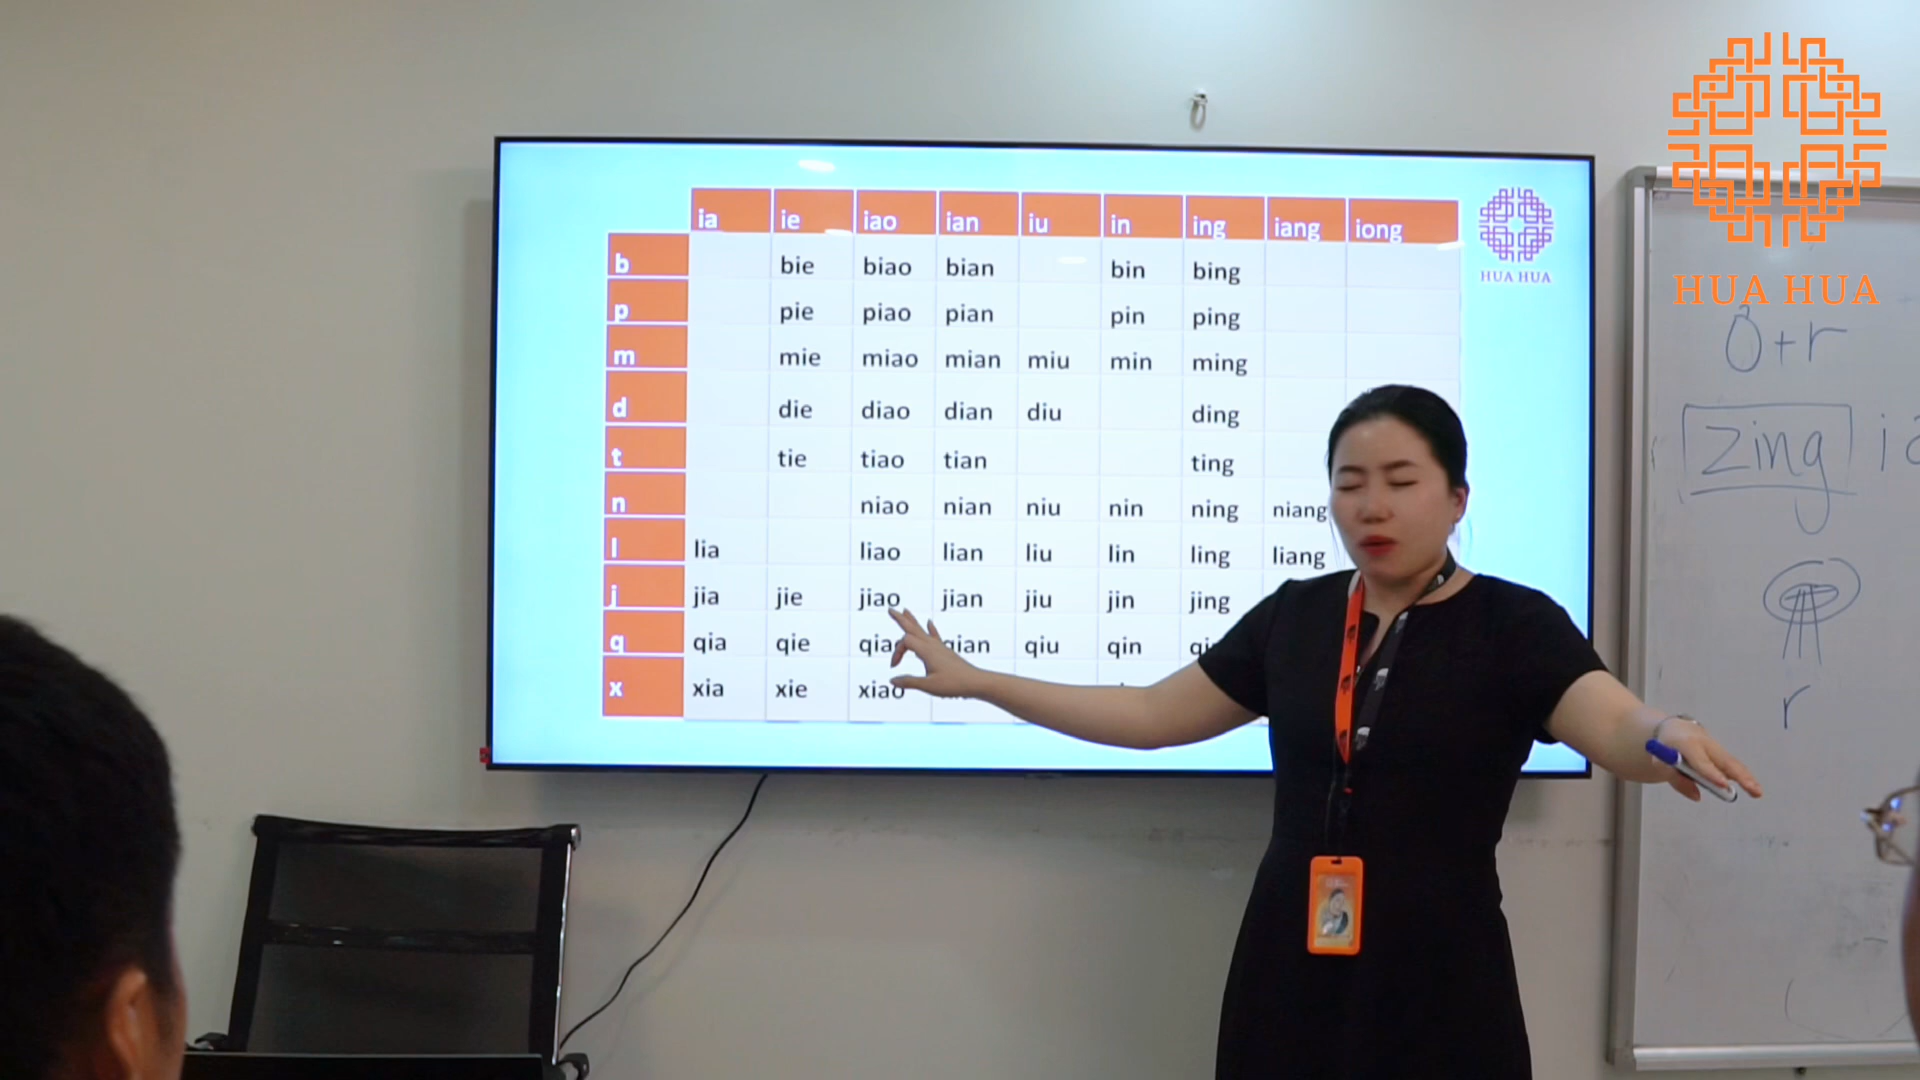 ia ie iao ian iu in ing iang iong
b bie biao bian bin bing
p pie piao pian pin ping
m mie miao mian miu min ming
d die diao dian diu ding
t tie tiao tian ting
n niao nian niu nin ning niang
l lia liao lian liu lin ling liang
j jia jie jiao jian jiu jin jing
q qia qie qian qiu qin
x xia xie xiao
HUA HUA
HUA HUA
o+r
zing
r